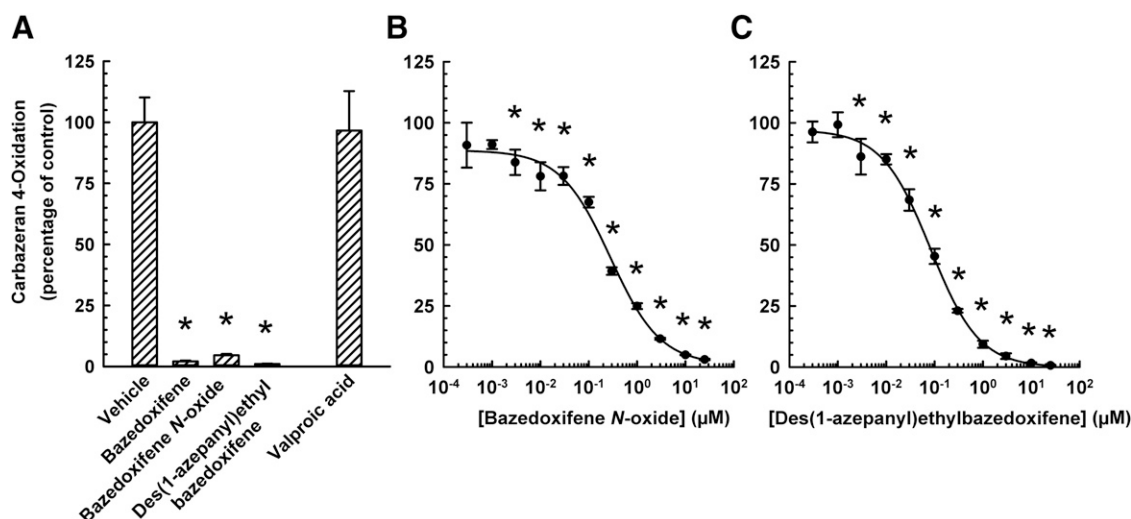 A
B
C
Carbazeran 4-Oxidation
(percentage of control)
125
100
75
50
25
0
* * *
Vehicle
Bazedoxifene
Bazedoxifene N-oxide
Des(1-azepanyl)ethyl
bazedoxifene
Valproic acid
125
100
75
50
25
0
* * * * * * * * *
10⁻⁴ 10⁻³ 10⁻² 10⁻¹ 10⁰ 10¹ 10²
[Bazedoxifene N-oxide] (µM)
125
100
75
50
25
0
* * * * * * * * *
10⁻⁴ 10⁻³ 10⁻² 10⁻¹ 10⁰ 10¹ 10²
[Des(1-azepanyl)ethylbazedoxifene] (µM)